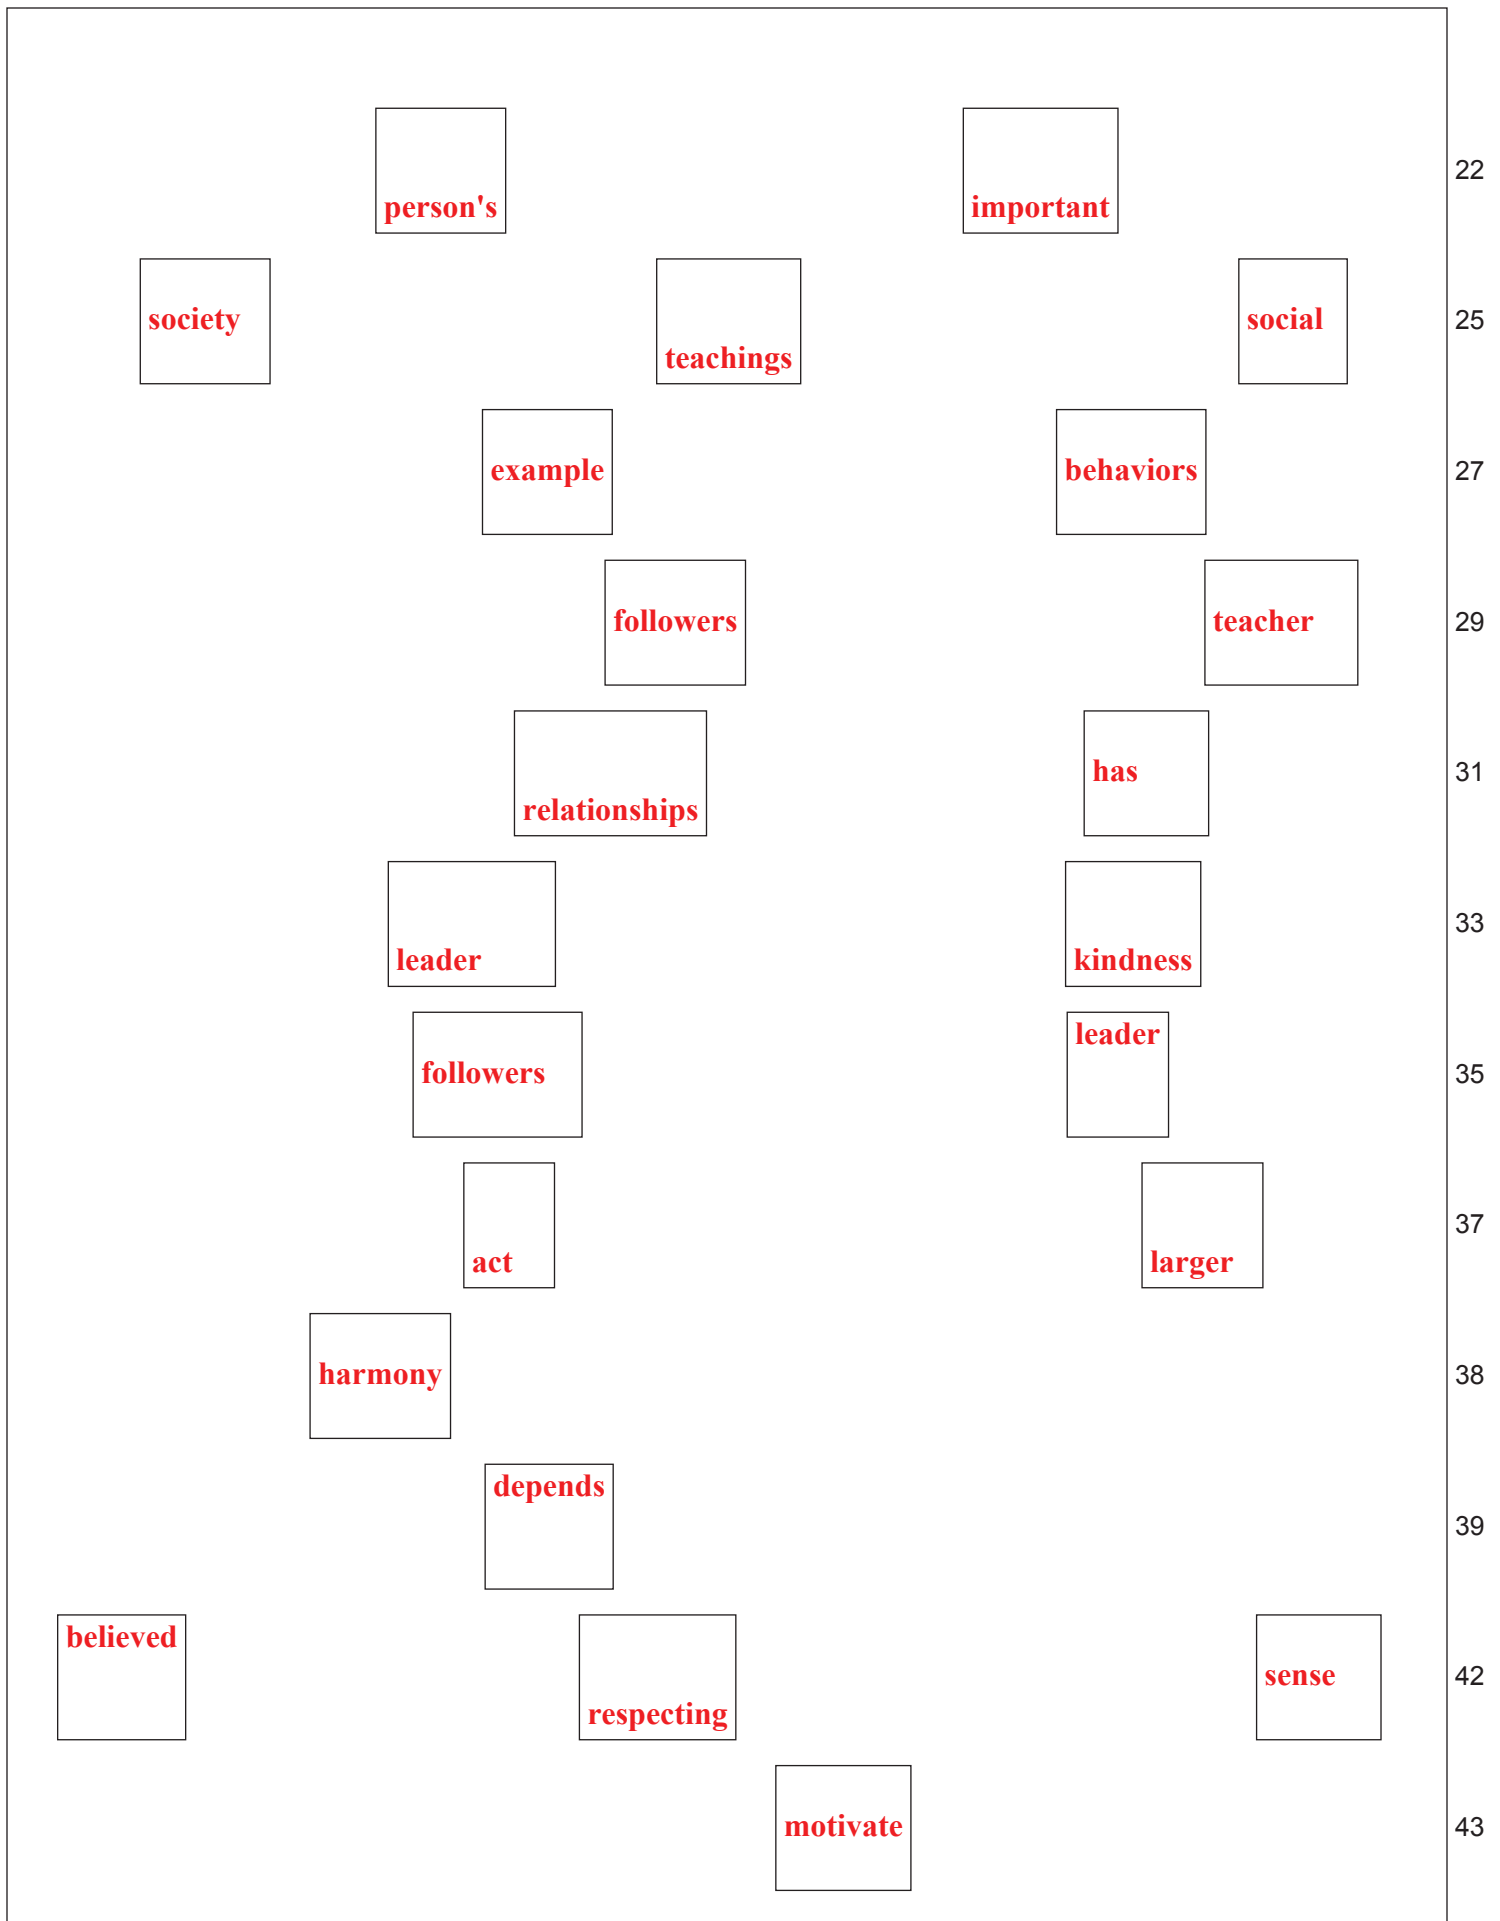 person's important 22
society teachings social 25
example behaviors 27
followers teacher 29
relationships has 31
leader kindness 33
followers leader 35
act larger 37
harmony 38
depends 39
believed respecting sense 42
motivate 43